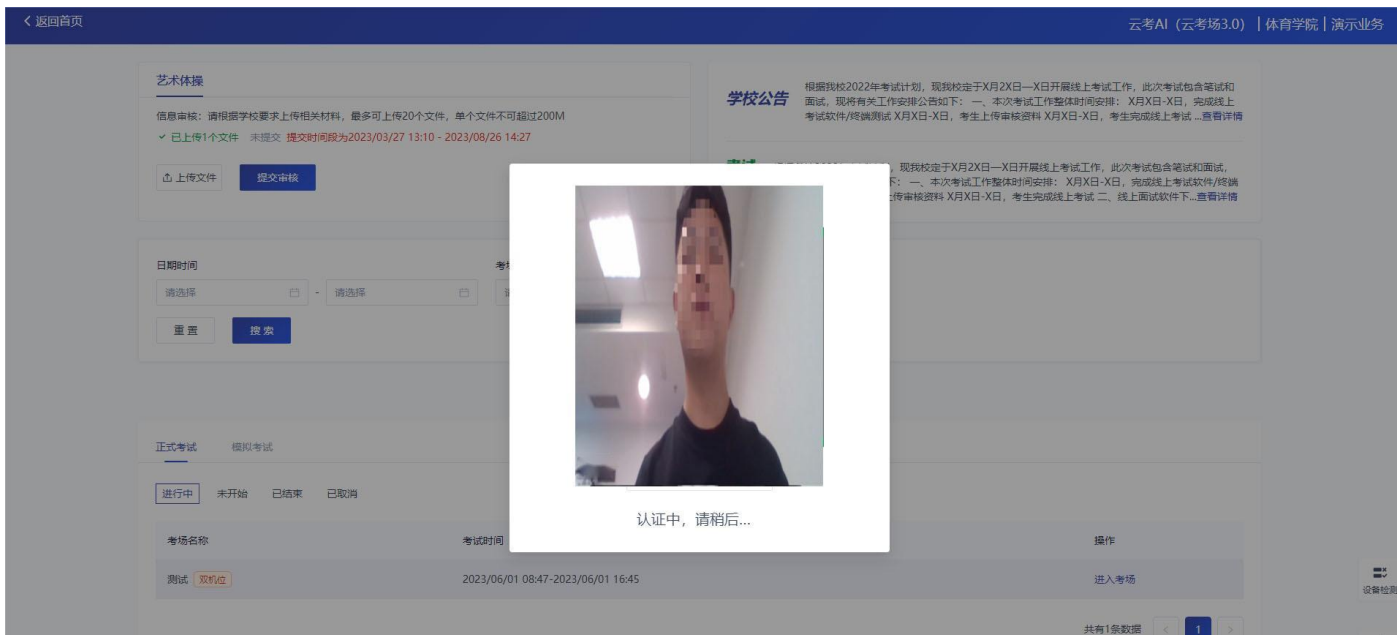 返回首页
云考AI（云考场3.0）｜体育学院｜演示业务
艺术体操
信息审核：请根据学校要求上传相关材料，最多可上传20个文件，单个文件不可超过200M
已上传1个文件 未提交 提交时间段为2023/03/27 13:10 - 2023/08/26 14:27
上传文件 提交审核
学校公告
根据我校2022年考试计划，现我校定于X月2X日—X日开展线上考试工作，此次考试包含笔试和
面试，现将有关工作安排公告如下： 一、本次考试工作整体时间安排： X月X日-X日，完成线上
考试软件/终端测试 X月X日-X日，考生上传审核资料 X月X日-X日，考生完成线上考试 ...查看详情
，现我校定于X月2X日—X日开展线上考试工作，此次考试包含笔试和面试，
下： 一、本次考试工作整体时间安排： X月X日-X日，完成线上考试软件/终端
上传审核资料 X月X日-X日，考生完成线上考试 二、线上面试软件下...查看详情
日期时间
请选择 - 请选择
重置 搜索
认证中，请稍后...
正式考试 模拟考试
进行中 未开始 已结束 已取消
考场名称 考试时间 操作
测试 双机位 2023/06/01 08:47-2023/06/01 16:45 进入考场
设备检测
共有1条数据 < 1 >